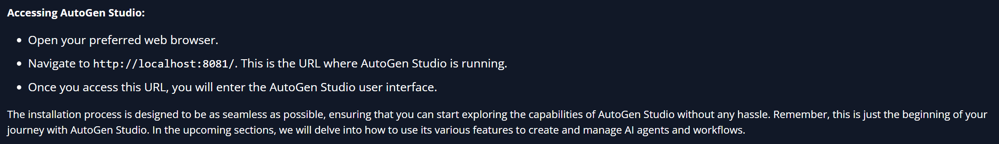 Accessing AutoGen Studio:
• Open your preferred web browser.
• Navigate to http://localhost:8081/. This is the URL where AutoGen Studio is running.
• Once you access this URL, you will enter the AutoGen Studio user interface.
The installation process is designed to be as seamless as possible, ensuring that you can start exploring the capabilities of AutoGen Studio without any hassle. Remember, this is just the beginning of your
journey with AutoGen Studio. In the upcoming sections, we will delve into how to use its various features to create and manage AI agents and workflows.